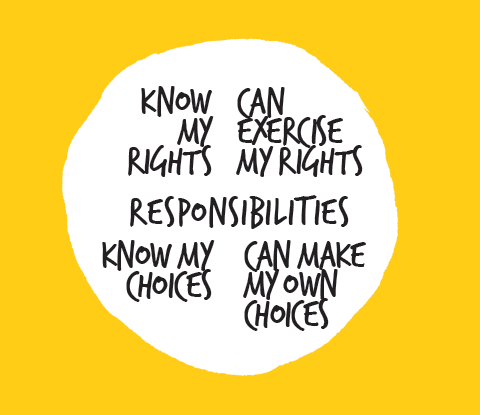 KNOW
MY
RIGHTS
CAN
EXERCISE
MY RIGHTS
RESPONSIBILITIES
KNOW MY
CHOICES
CAN MAKE
MY OWN
CHOICES